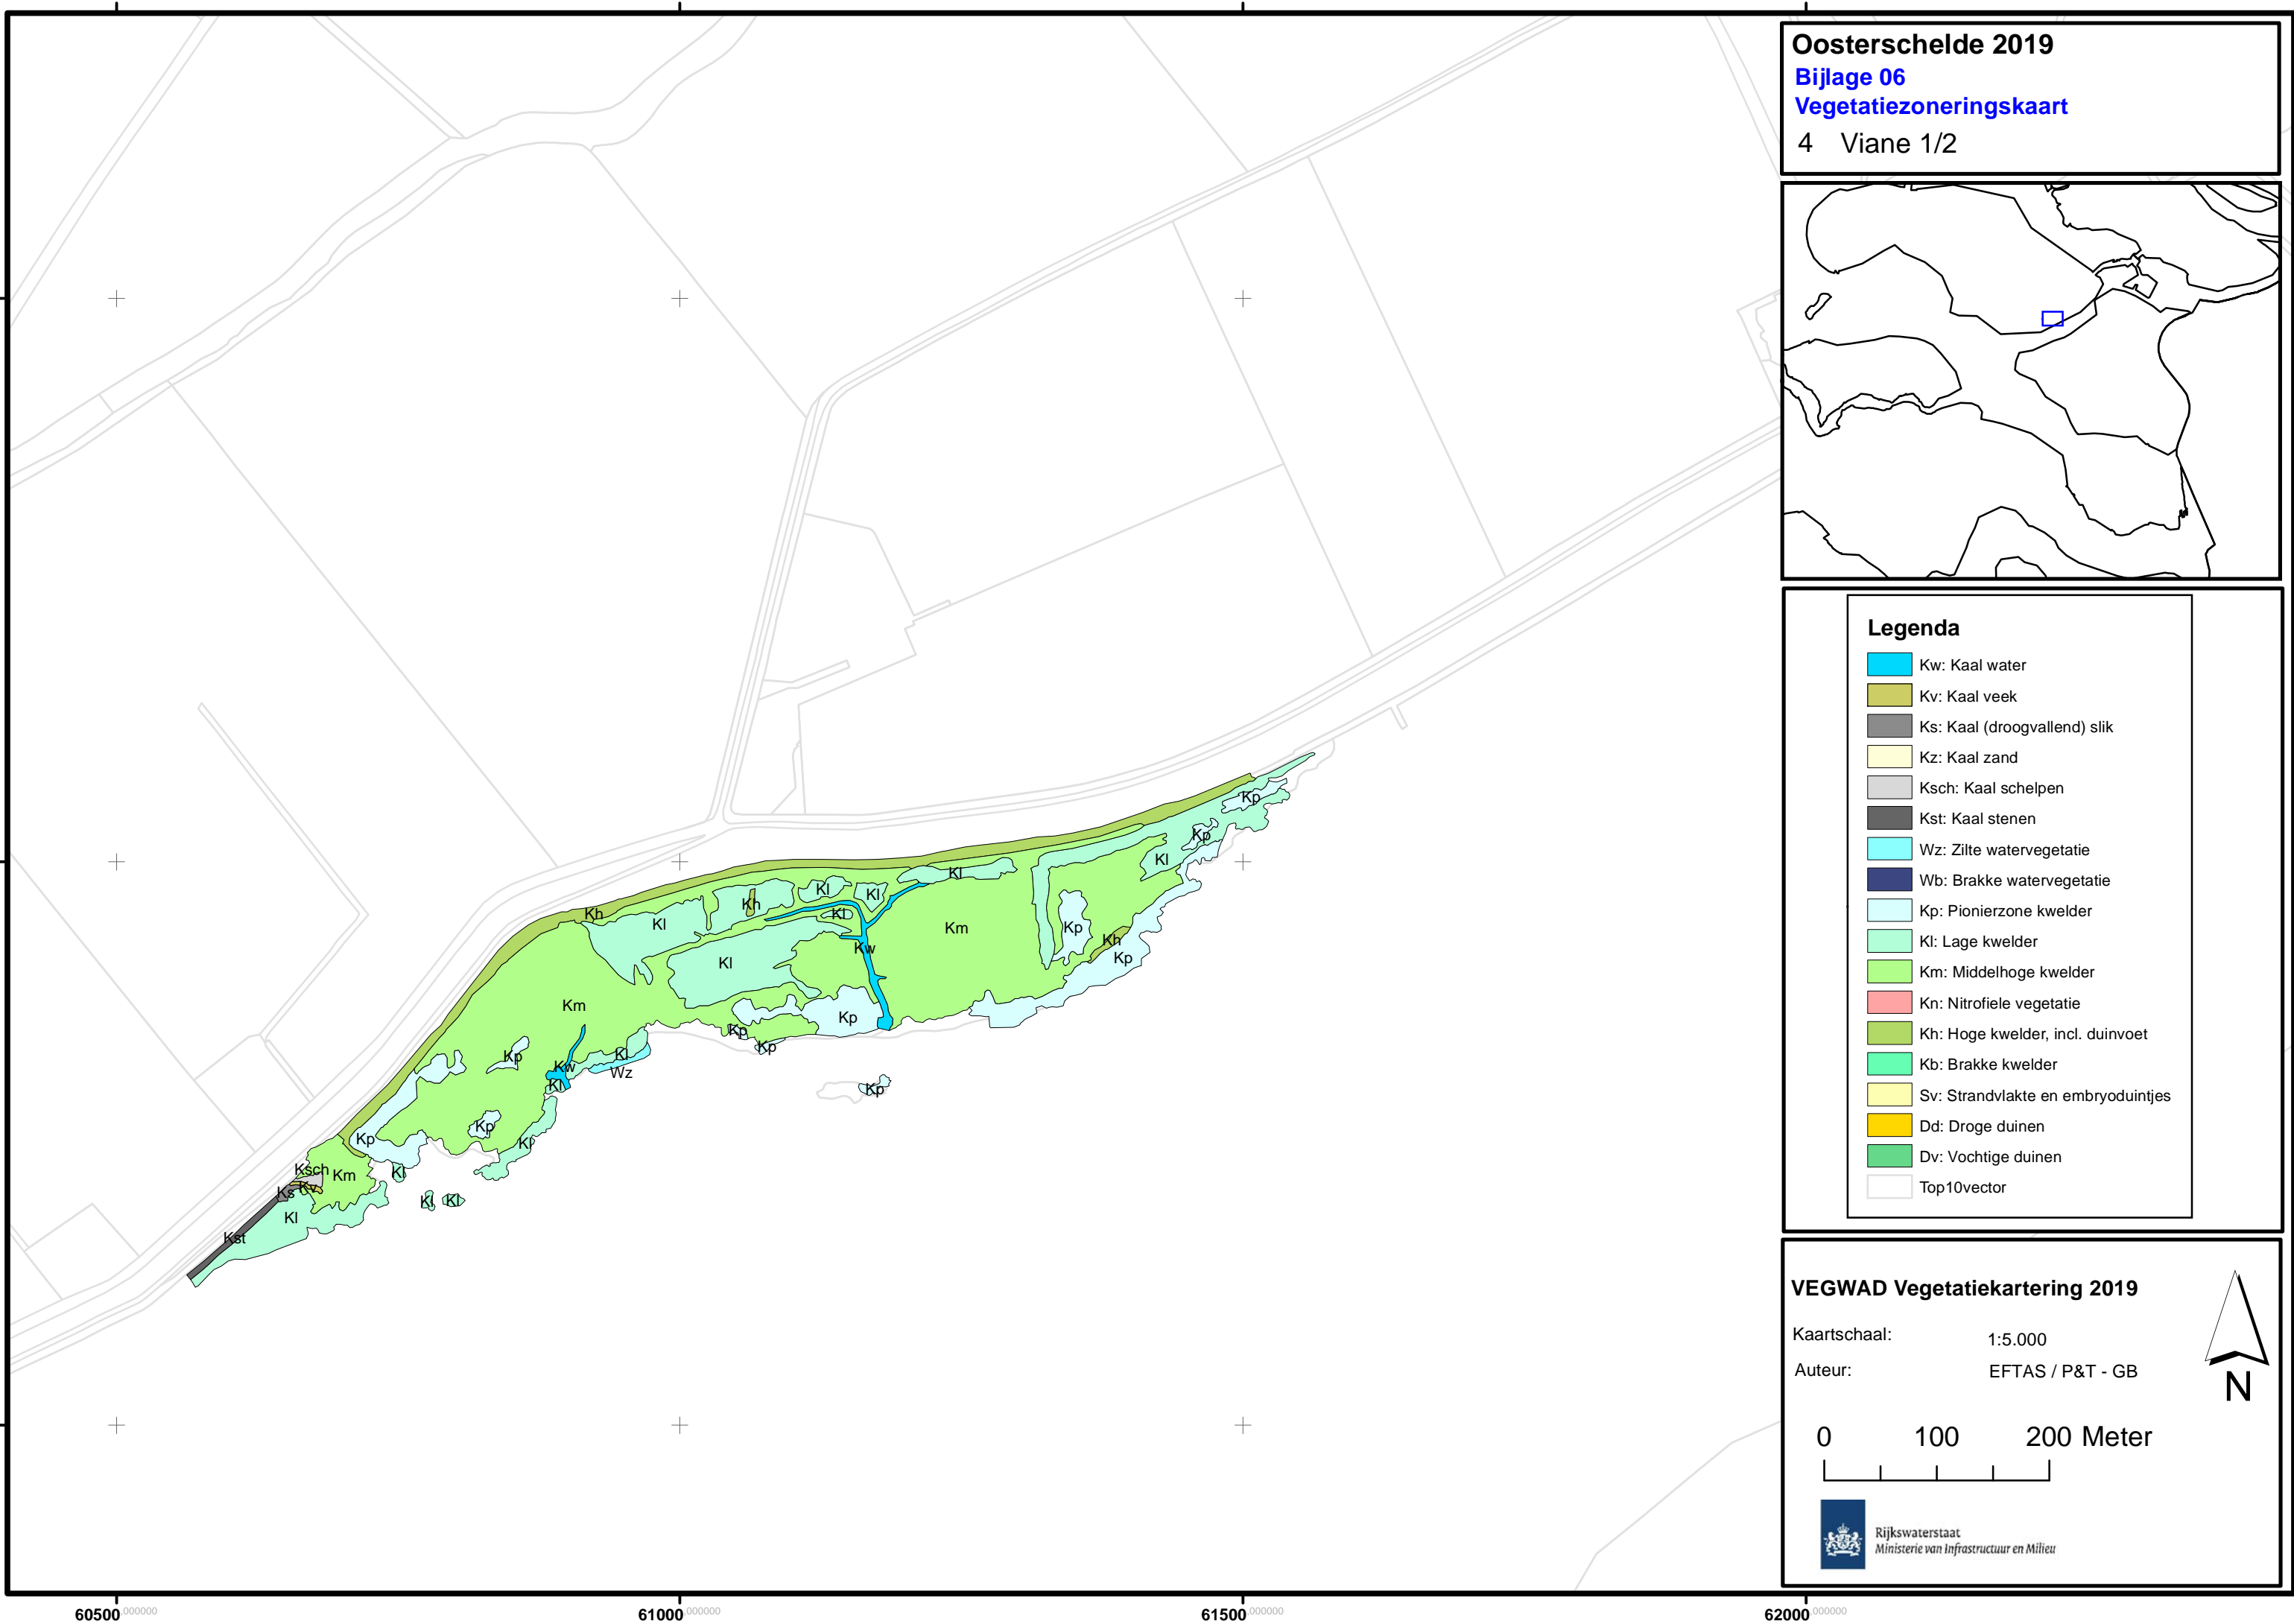 Oosterschelde 2019
Bijlage 06
Vegetatiezoneringskaart
4 Viane 1/2
Legenda
Kw: Kaal water
Kv: Kaal veek
Ks: Kaal (droogvallend) slik
Kz: Kaal zand
Ksch: Kaal schelpen
Kst: Kaal stenen
Wz: Zilte watervegetatie
Wb: Brakke watervegetatie
Kp: Pionierzone kwelder
Kl: Lage kwelder
Km: Middelhoge kwelder
Kn: Nitrofiele vegetatie
Kh: Hoge kwelder, incl. duinvoet
Kb: Brakke kwelder
Sv: Strandvlakte en embryoduintjes
Dd: Droge duinen
Dv: Vochtige duinen
Top10vector
Kp
Kp
Kl
Kl
Kl
Kl
Kh
Kh
Kl
Kl
Kp
Km
Kh
Kw
Kp
Kl
Km
Kp
Kp
Kp
Kp
Kl
Kw
Wz
Kl
Kp
Kp
Kp
Kl
Ksch
Km
Kl
Kv
Ks
Kl
Kl
Kl
Kst
VEGWAD Vegetatiekartering 2019
Kaartschaal: 1:5.000
Auteur: EFTAS / P&T - GB
N
0 100 200 Meter
Rijkswaterstaat
Ministerie van Infrastructuur en Milieu
60500.000000 61000.000000 61500.000000 62000.000000